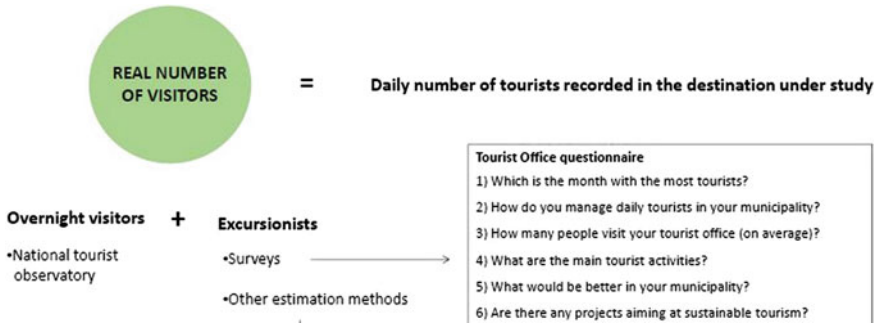 REAL NUMBER
OF VISITORS
=
Daily number of tourists recorded in the destination under study
Overnight visitors
•National tourist
observatory
+
Excursionists
•Surveys
•Other estimation methods
Tourist Office questionnaire
1) Which is the month with the most tourists?
2) How do you manage daily tourists in your municipality?
3) How many people visit your tourist office (on average)?
4) What are the main tourist activities?
5) What would be better in your municipality?
6) Are there any projects aiming at sustainable tourism?